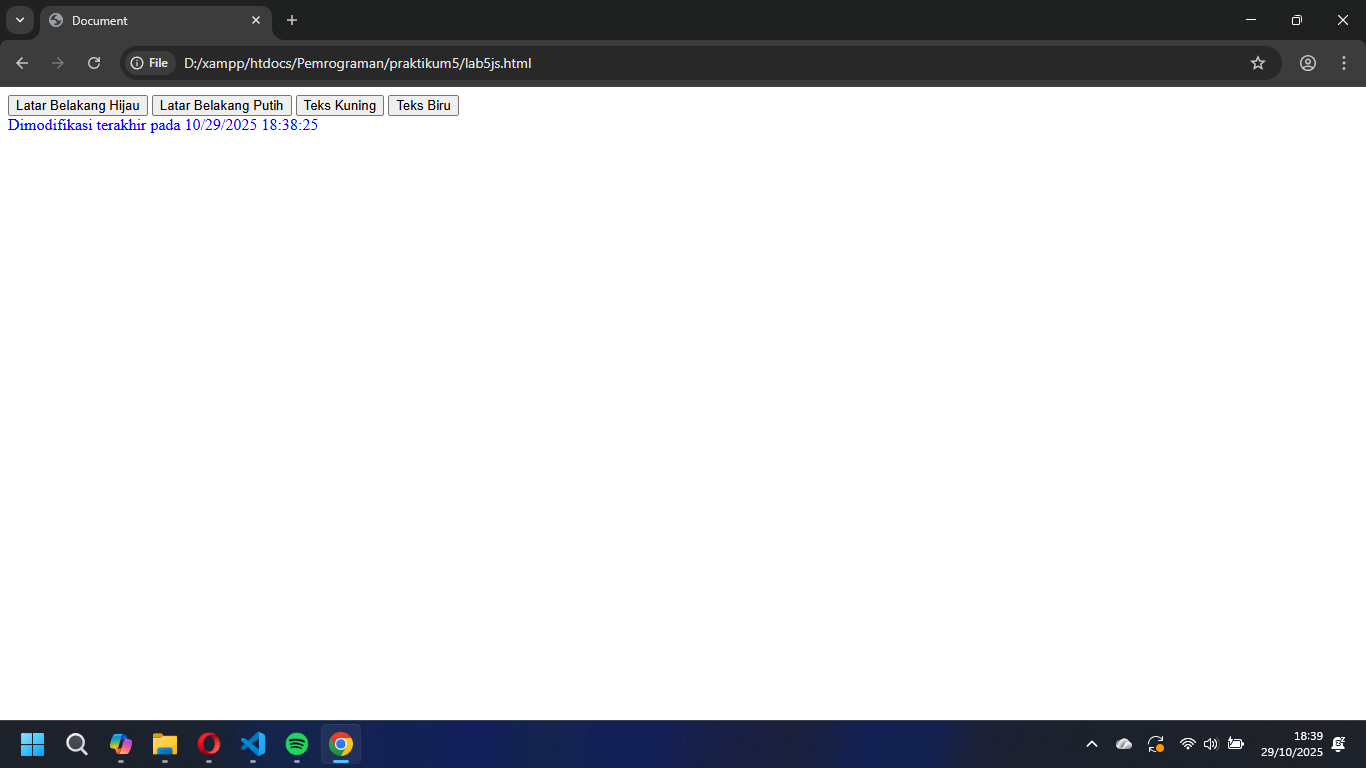 Document
File D:/xampp/htdocs/Pemrograman/praktikum5/lab5js.html
Latar Belakang Hijau Latar Belakang Putih Teks Kuning Teks Biru
Dimodifikasi terakhir pada 10/29/2025 18:38:25
18:39
29/10/2025